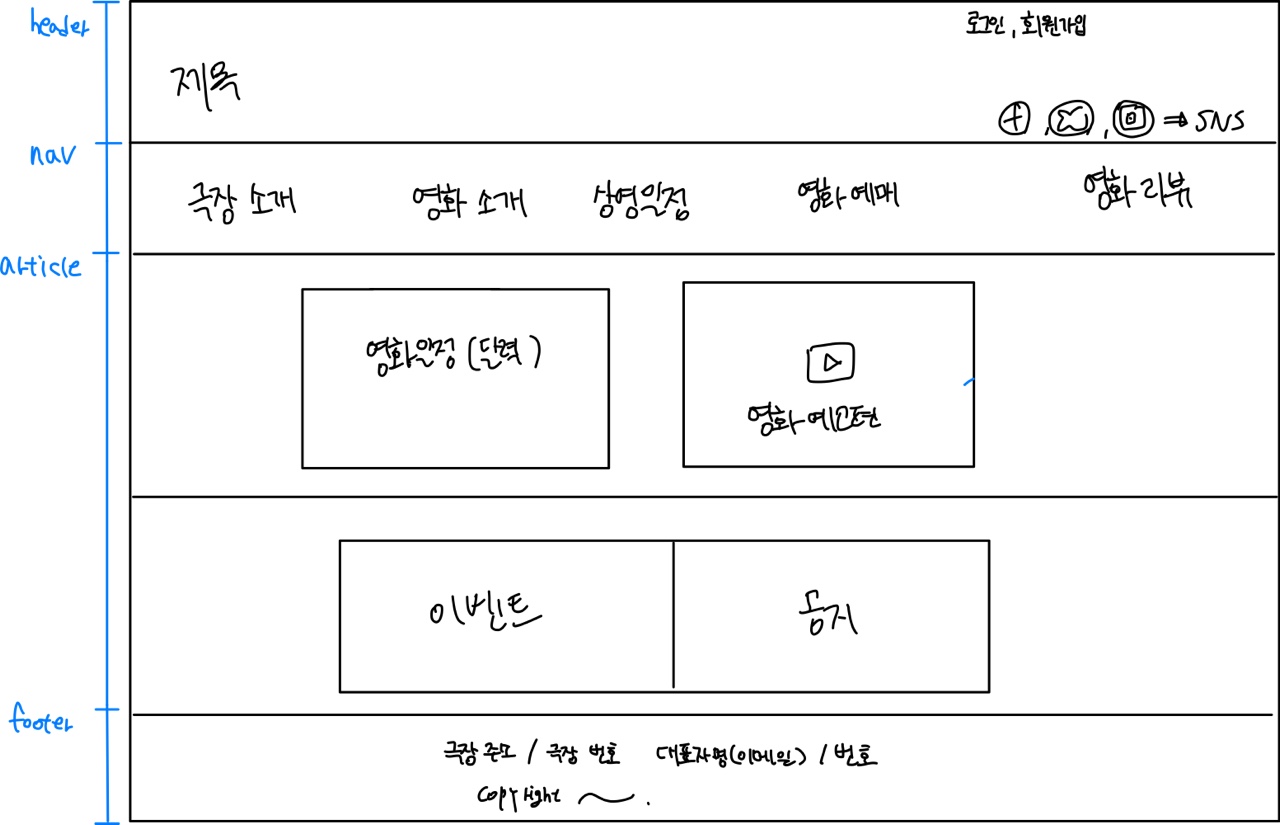 header
로그인, 회원가입
제목
f, , ⇒ SNS
nav
극장 소개 영화 소개 상영일정 영화 예매 영화 리뷰
article
영화일정 (달력)
영화 예고편
이벤트 공지
footer
극장 주소 / 극장 번호 대표자명(이메일) / 번호
copyright ~ .